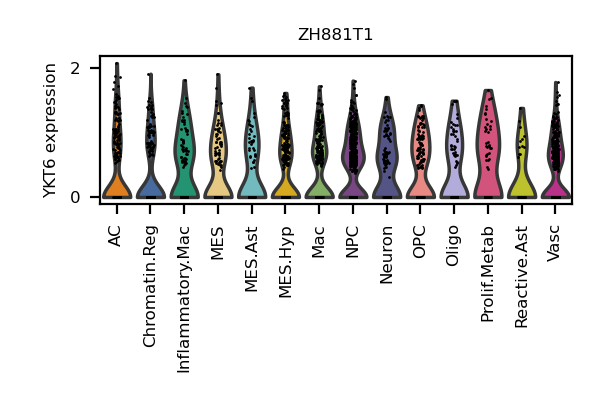 ZH881T1
YKT6 expression
2
0
AC
Chromatin.Reg
Inflammatory.Mac
MES
MES.Ast
MES.Hyp
Mac
NPC
Neuron
OPC
Oligo
Prolif.Metab
Reactive.Ast
Vasc